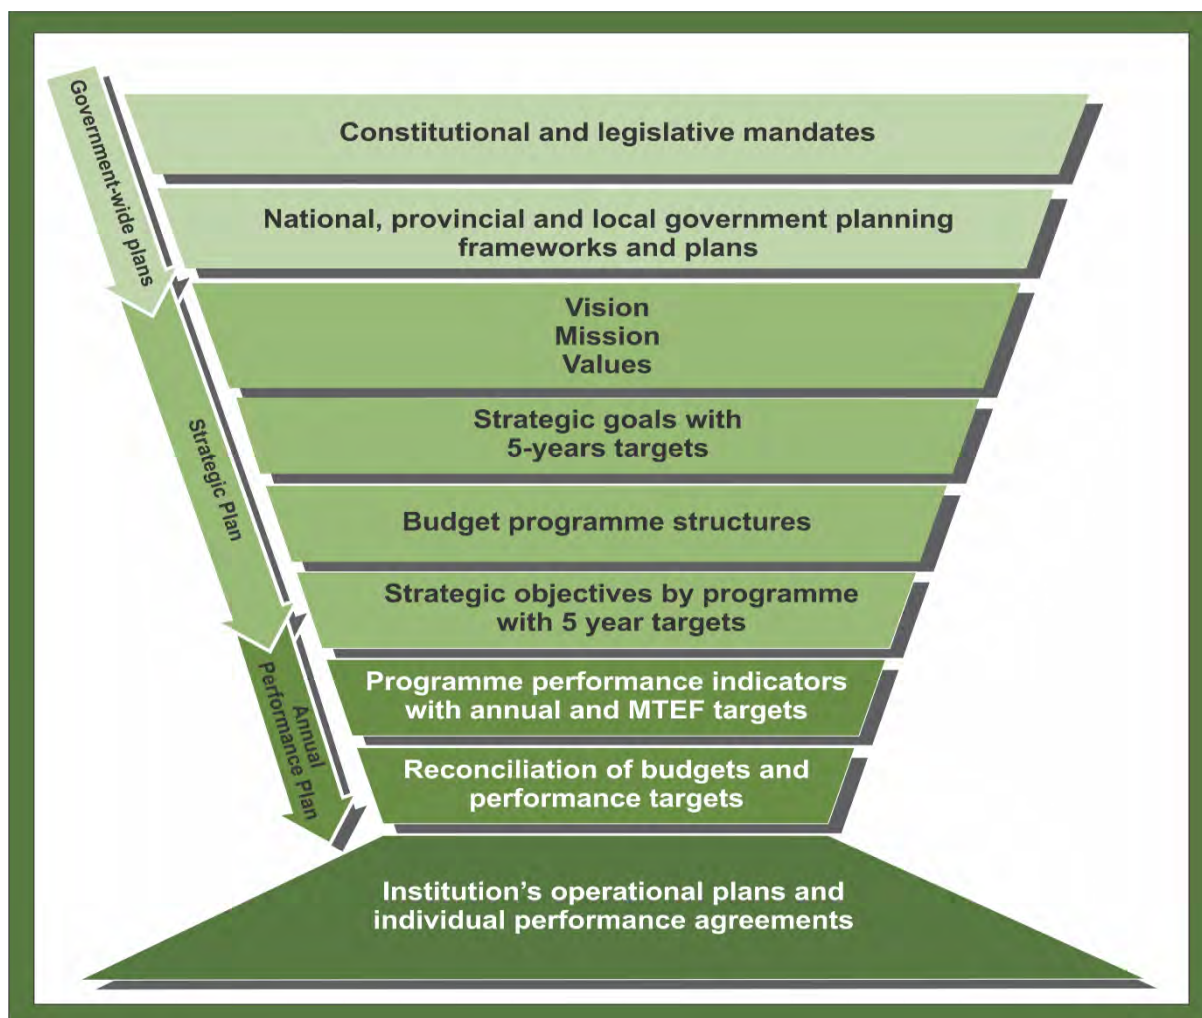 Government-wide plans
Constitutional and legislative mandates
National, provincial and local government planning
frameworks and plans
Strategic Plan
Vision
Mission
Values
Strategic goals with
5-years targets
Budget programme structures
Strategic objectives by programme
with 5 year targets
Annual
Performance Plan
Programme performance indicators
with annual and MTEF targets
Reconciliation of budgets and
performance targets
Institution's operational plans and
individual performance agreements